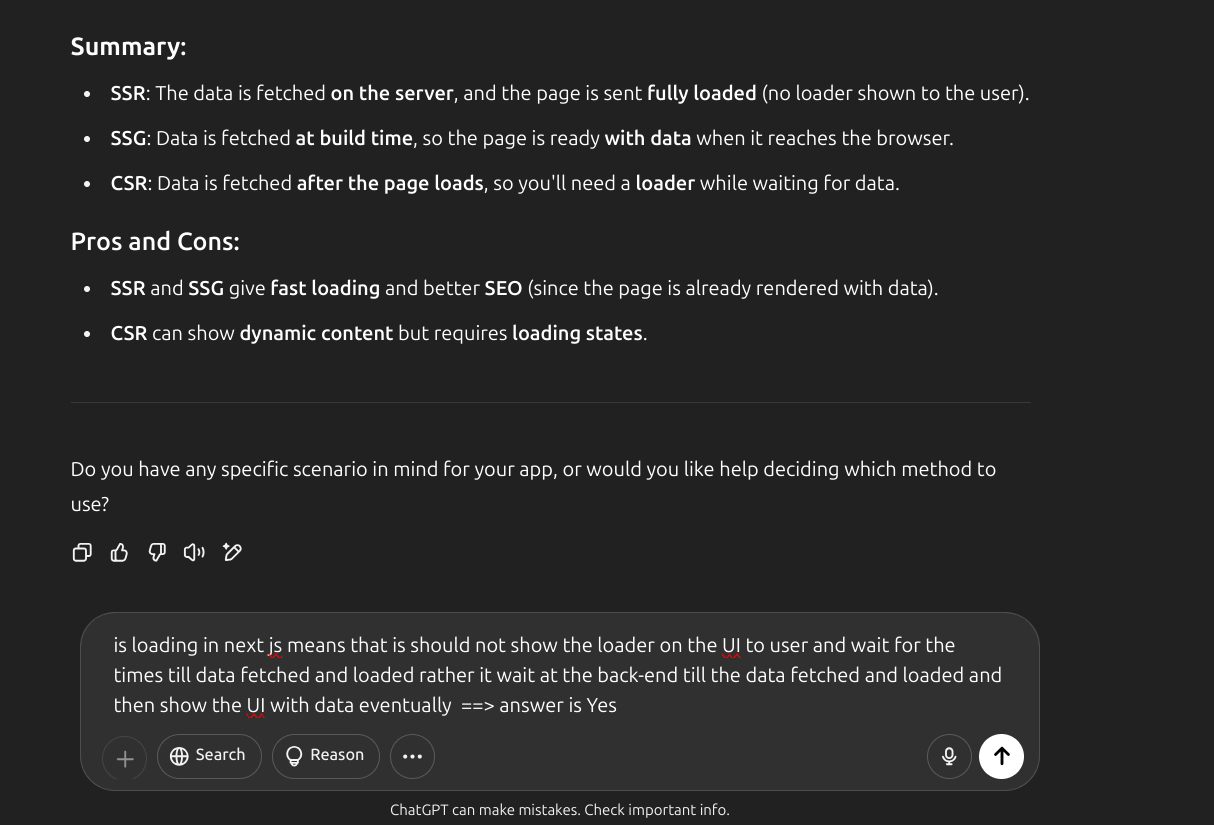 Summary:
• SSR: The data is fetched on the server, and the page is sent fully loaded (no loader shown to the user).
• SSG: Data is fetched at build time, so the page is ready with data when it reaches the browser.
• CSR: Data is fetched after the page loads, so you'll need a loader while waiting for data.
Pros and Cons:
• SSR and SSG give fast loading and better SEO (since the page is already rendered with data).
• CSR can show dynamic content but requires loading states.
Do you have any specific scenario in mind for your app, or would you like help deciding which method to
use?
is loading in next js means that is should not show the loader on the UI to user and wait for the
times till data fetched and loaded rather it wait at the back-end till the data fetched and loaded and
then show the UI with data eventually ==> answer is Yes
Search Reason
ChatGPT can make mistakes. Check important info.